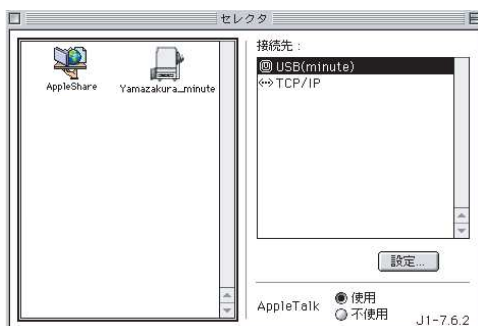 セレクタ
AppleShare
Yamazakura_minute
接続先：
USB(minute)
TCP/IP
設定...
AppleTalk
使用
不使用
J1-7.6.2